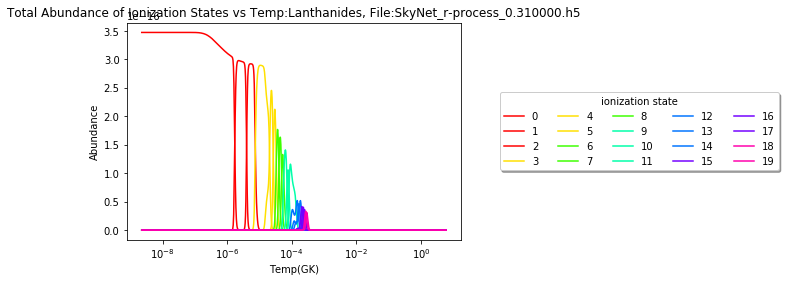 Total Abundance of Ionization States vs Temp:Lanthanides, File:SkyNet_r-process_0.310000.h5
3.5
3.0
2.5
2.0
1.5
1.0
0.5
0.0
Abundance
10⁻⁸ 10⁻⁶ 10⁻⁴ 10⁻² 10⁰
Temp(GK)
ionization state
0 4 8 12 16
1 5 9 13 17
2 6 10 14 18
3 7 11 15 19